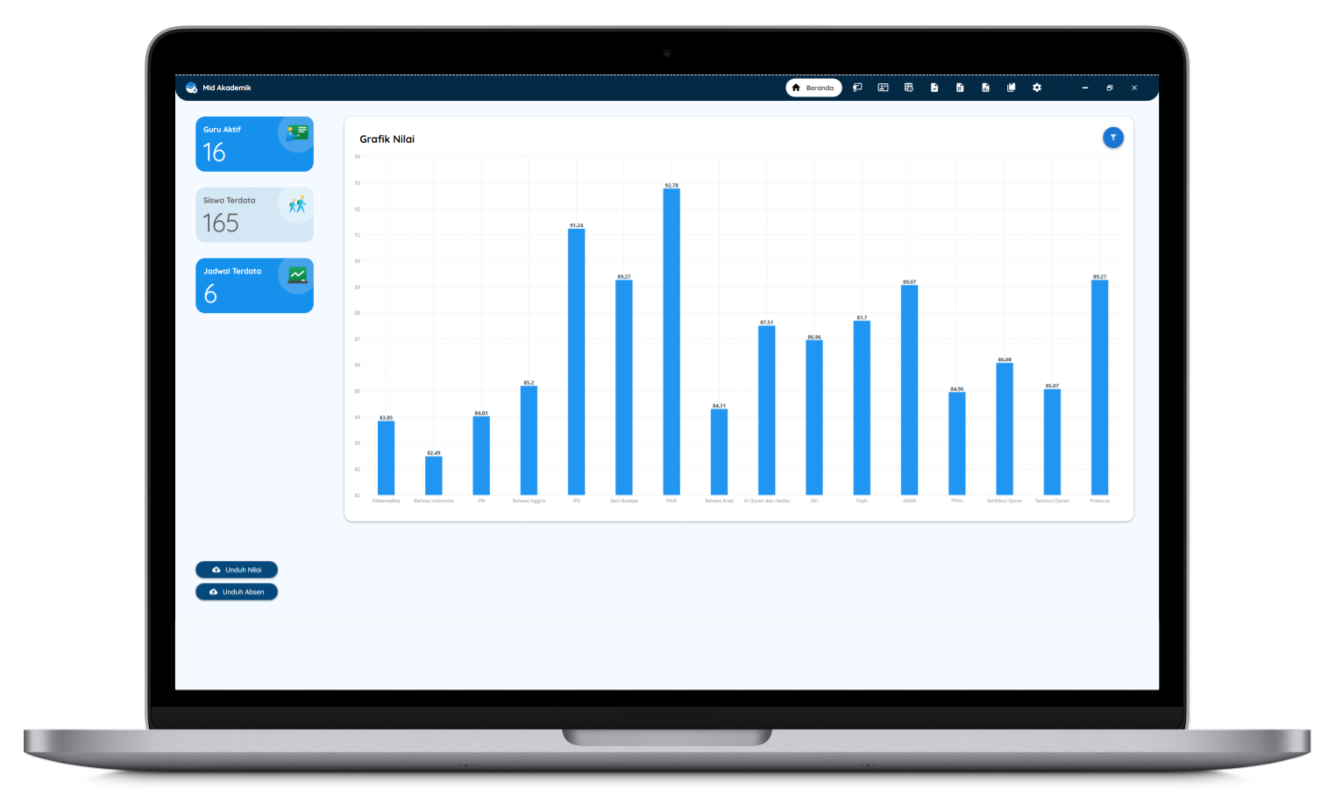 Mid Akademik
Beranda
Guru Aktif
16
Siswa Terdata
165
Jadwal Terdata
6
Grafik Nilai
94
93
92
91
90
89
88
87
86
85
84
83
82
81
83.85
82.49
84.03
85.2
91.24
89.27
92.78
84.31
87.51
86.96
87.7
89.07
84.96
86.08
85.07
89.27
Matematika
Bahasa Indonesia
IPA
Bahasa Inggris
IPS
Seni Budaya
PJOK
Bahasa Arab
Al Quran dan Hadits
SKI
Fiqih
PPKn
Tahfidzul Quran
Tahsinul Quran
Prakarya
Unduh Nilai
Unduh Absen